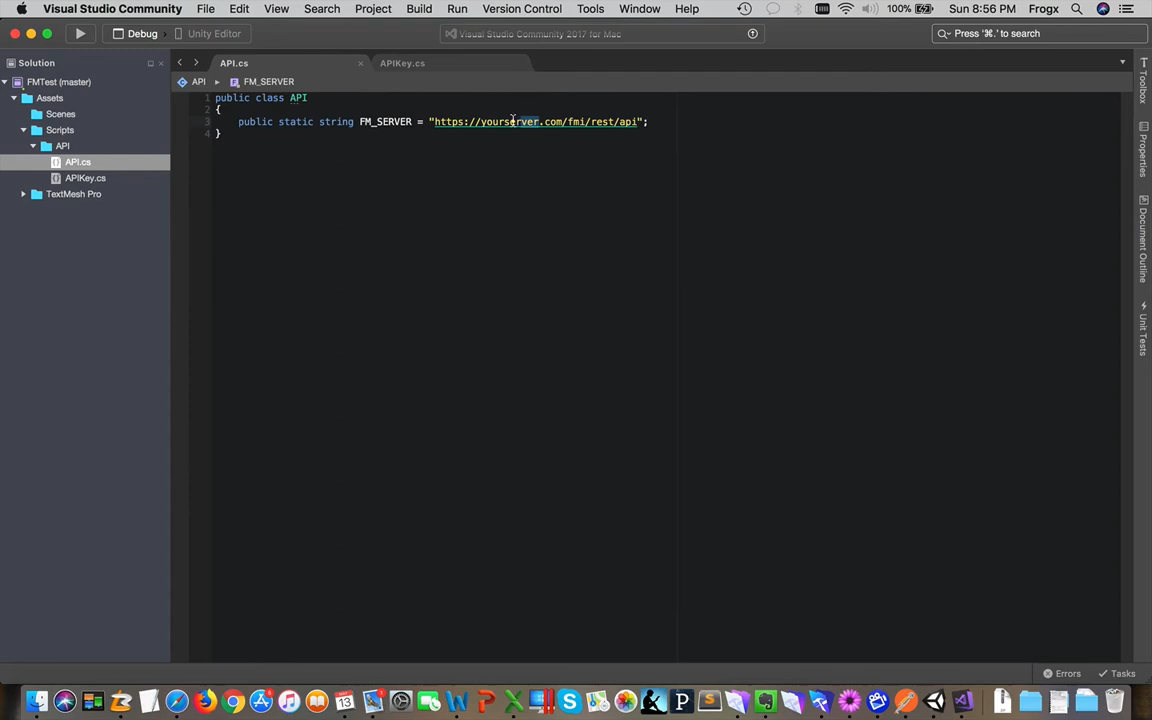 Visual Studio Community File Edit View Search Project Build Run Version Control Tools Window Help 100% Sun 8:56 PM Frogx
Debug Unity Editor Visual Studio Community 2017 for Mac Press '⌘.' to search
Solution
API.cs APIKey.cs
API FM_SERVER
FMTest (master)
Assets
Scenes
Scripts
API
API.cs
APIKey.cs
TextMesh Pro
1 public class API
2 {
3 public static string FM_SERVER = "https://yourserver.com/fmi/rest/api";
4 }
Toolbox
Properties
Document Outline
Unit Tests
Errors Tasks